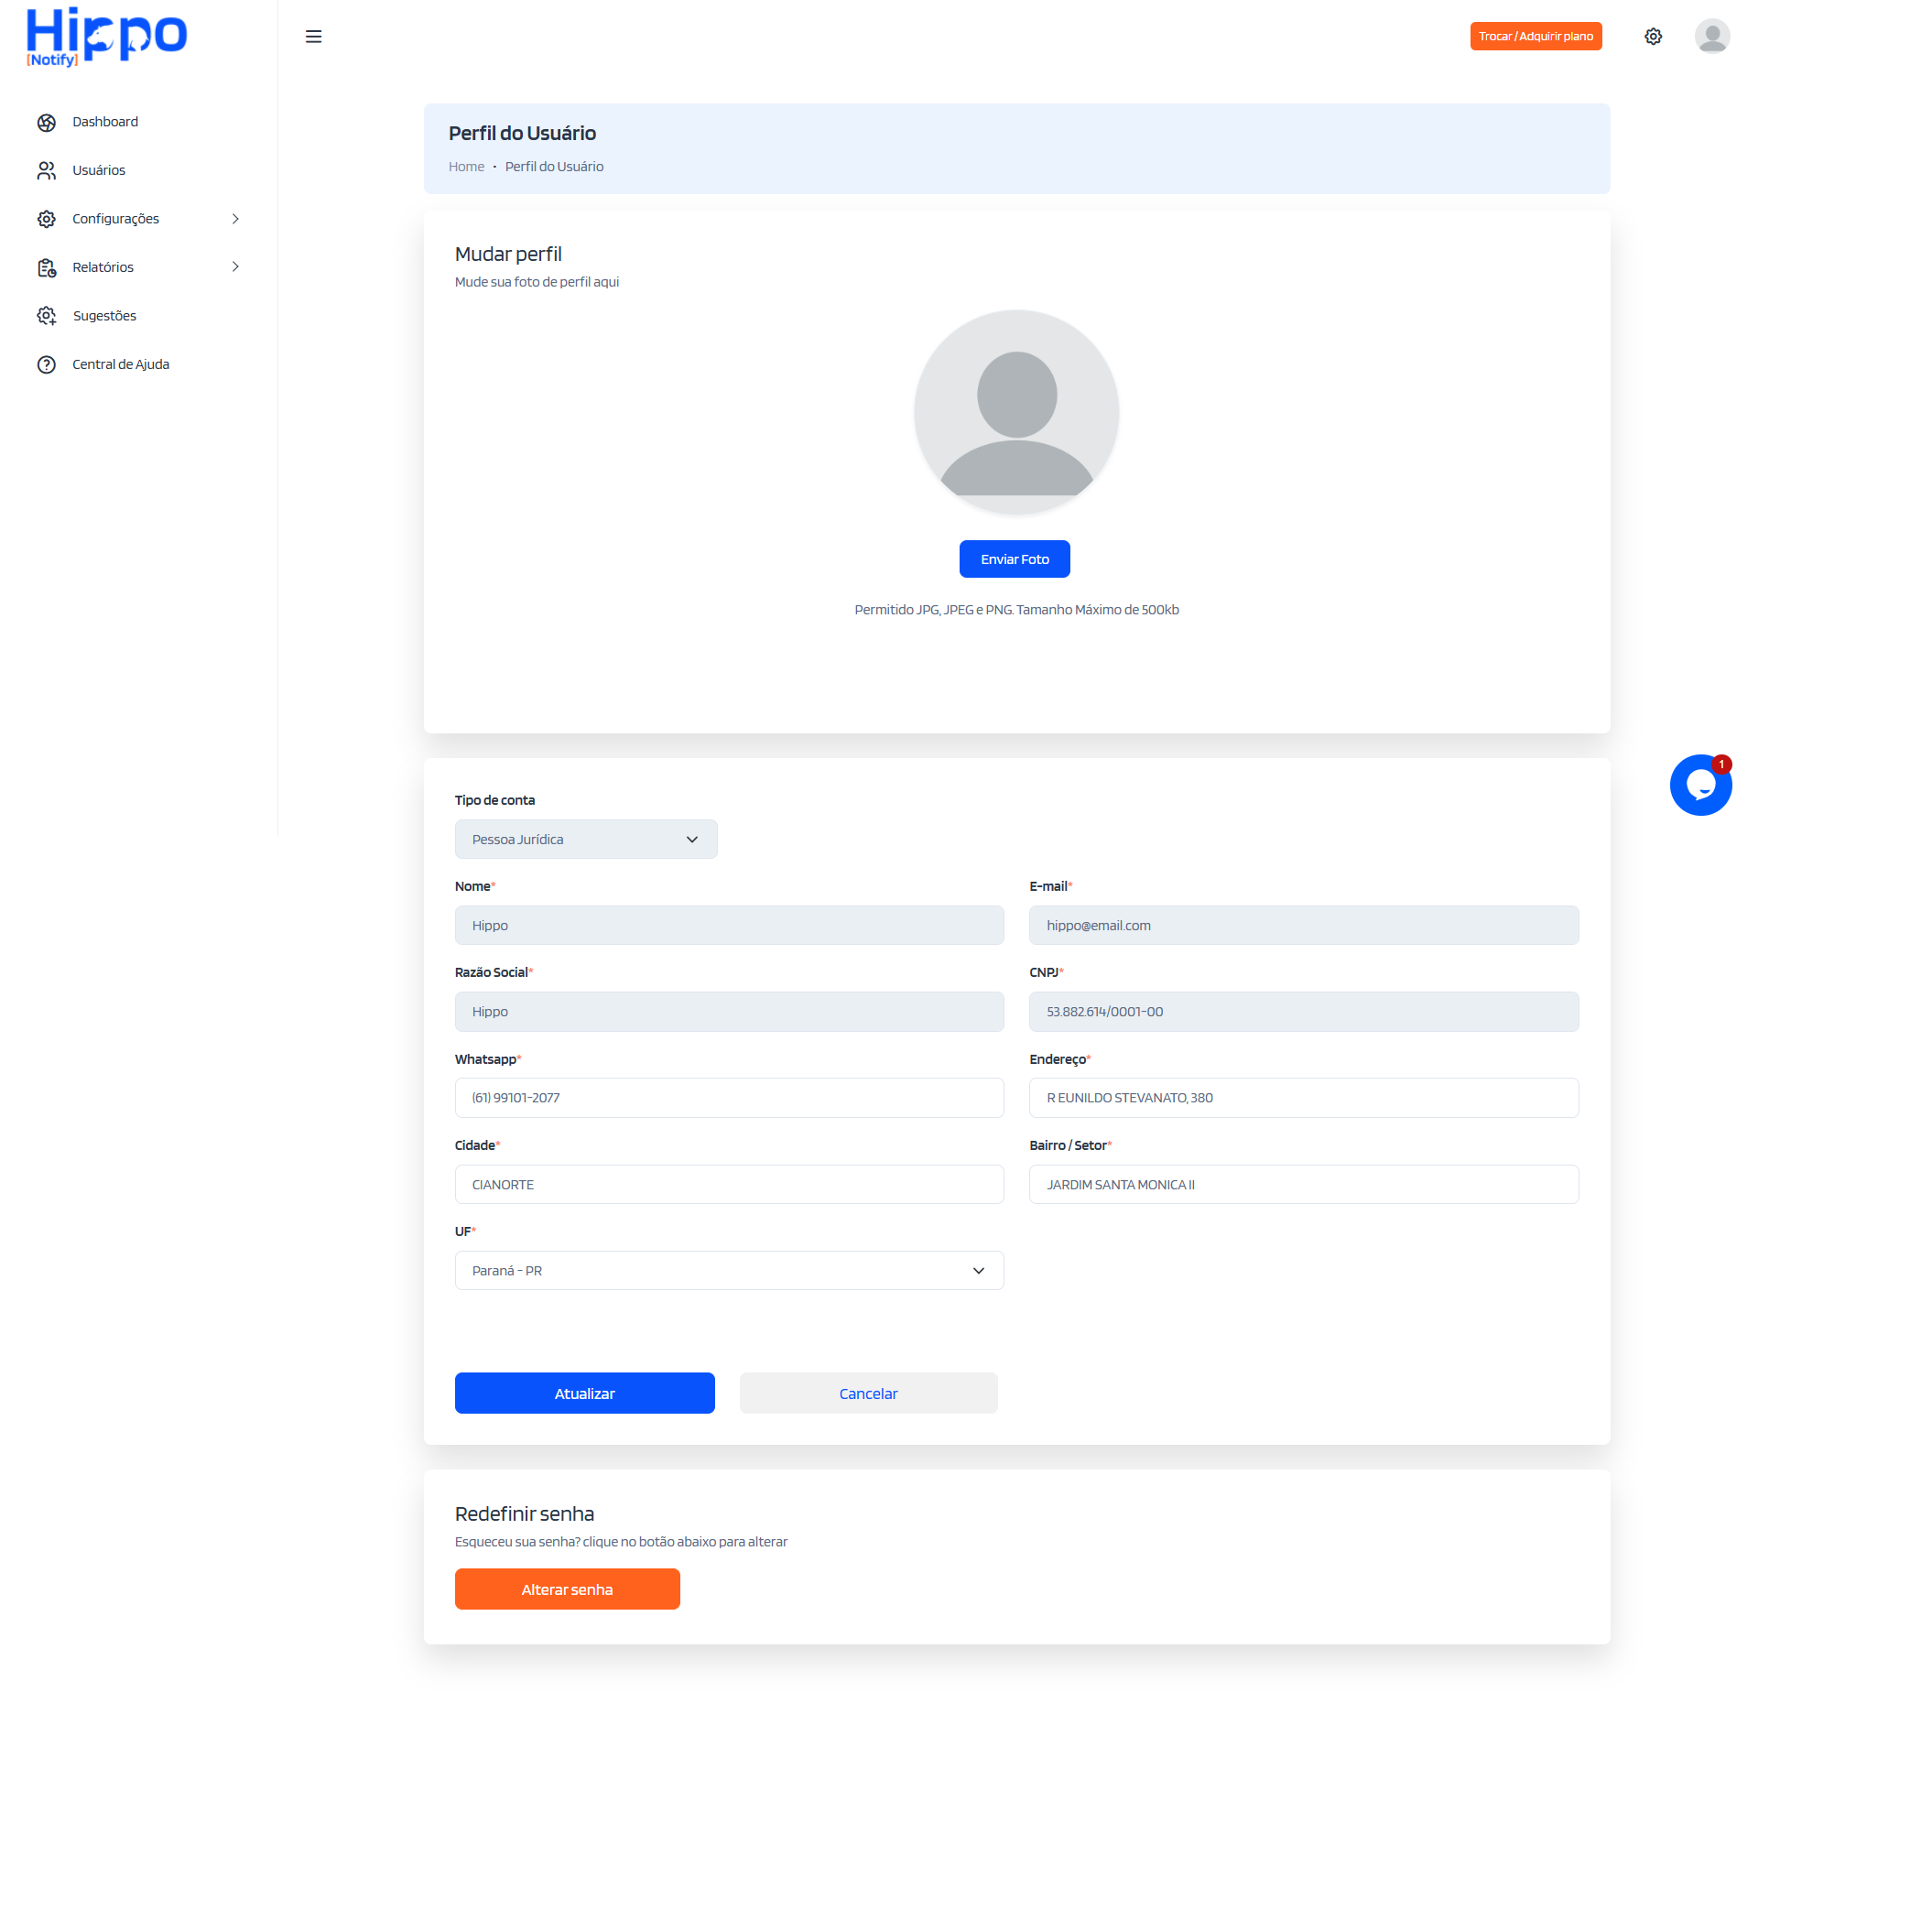 Hippo
[Notify]
Trocar / Adquirir plano
Dashboard
Usuários
Configurações
Relatórios
Sugestões
Central de Ajuda
Perfil do Usuário
Home • Perfil do Usuário
Mudar perfil
Mude sua foto de perfil aqui
Enviar Foto
Permitido JPG, JPEG e PNG. Tamanho Máximo de 500kb
1
Tipo de conta
Pessoa Jurídica
Nome*
Hippo
E-mail*
hippo@email.com
Razão Social*
Hippo
CNPJ*
53.882.614/0001-00
Whatsapp*
(61) 99101-2077
Endereço*
R EUNILDO STEVANATO, 380
Cidade*
CIANORTE
Bairro / Setor*
JARDIM SANTA MONICA II
UF*
Paraná - PR
Atualizar
Cancelar
Redefinir senha
Esqueceu sua senha? clique no botão abaixo para alterar
Alterar senha